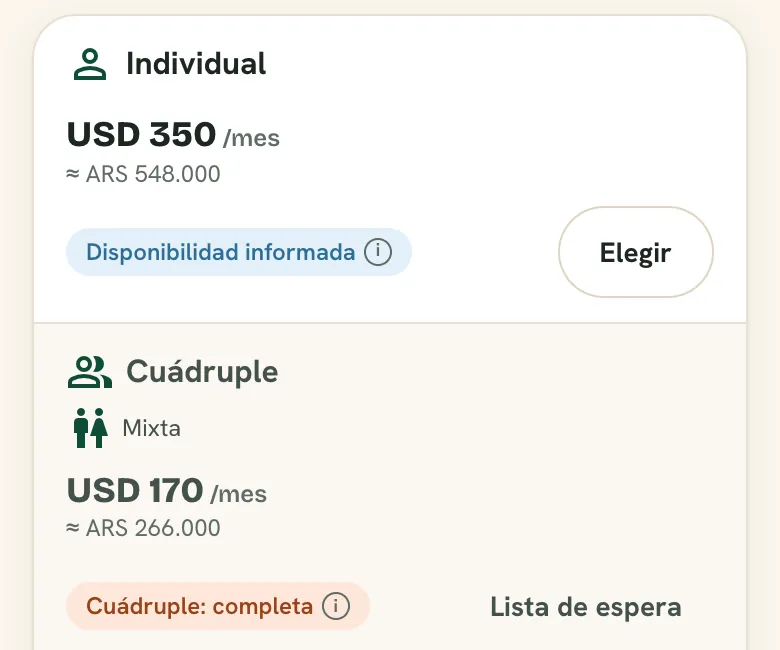 Individual
USD 350 /mes
≈ ARS 548.000
Disponibilidad informada
Elegir
Cuádruple
Mixta
USD 170 /mes
≈ ARS 266.000
Cuádruple: completa
Lista de espera